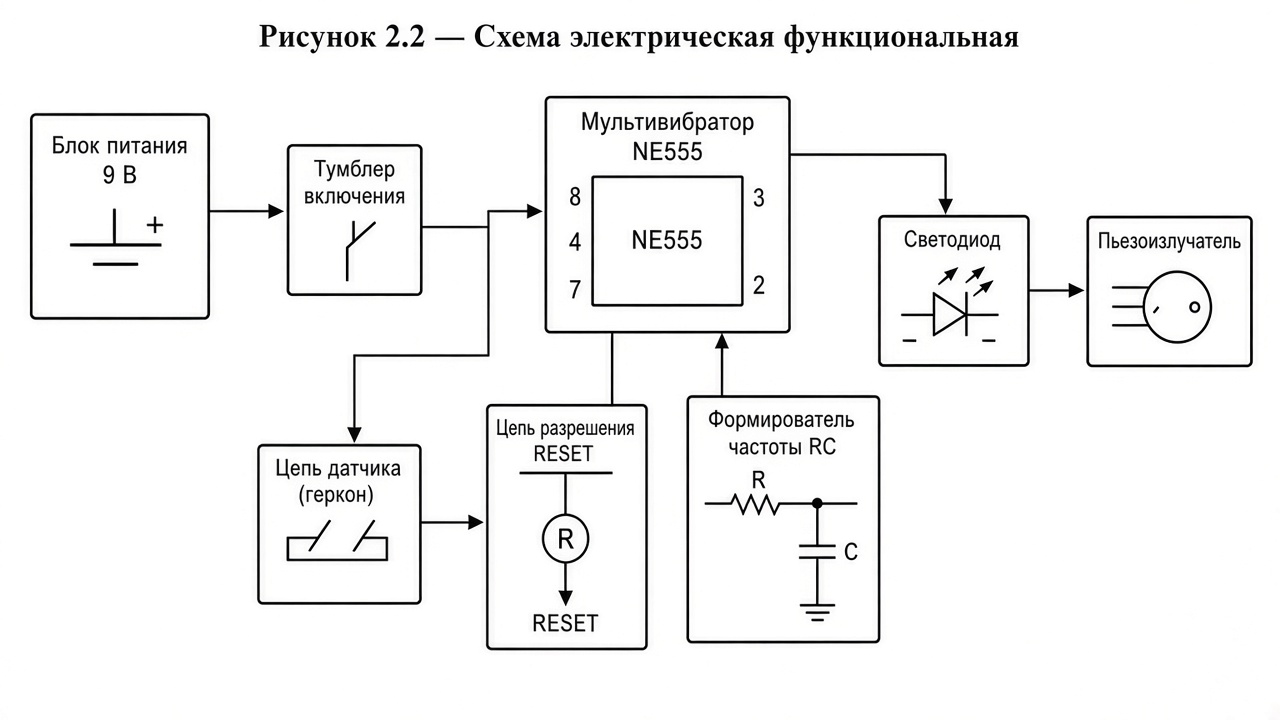 Рисунок 2.2 — Схема электрическая функциональная
Блок питания
9 В
+
Тумблер
включения
Мультивибратор
NE555
8
4
7
NE555
3
2
Светодиод
Пьезоизлучатель
Цепь датчика
(геркон)
Цепь разрешения
RESET
R
RESET
Формирователь
частоты RC
R
C